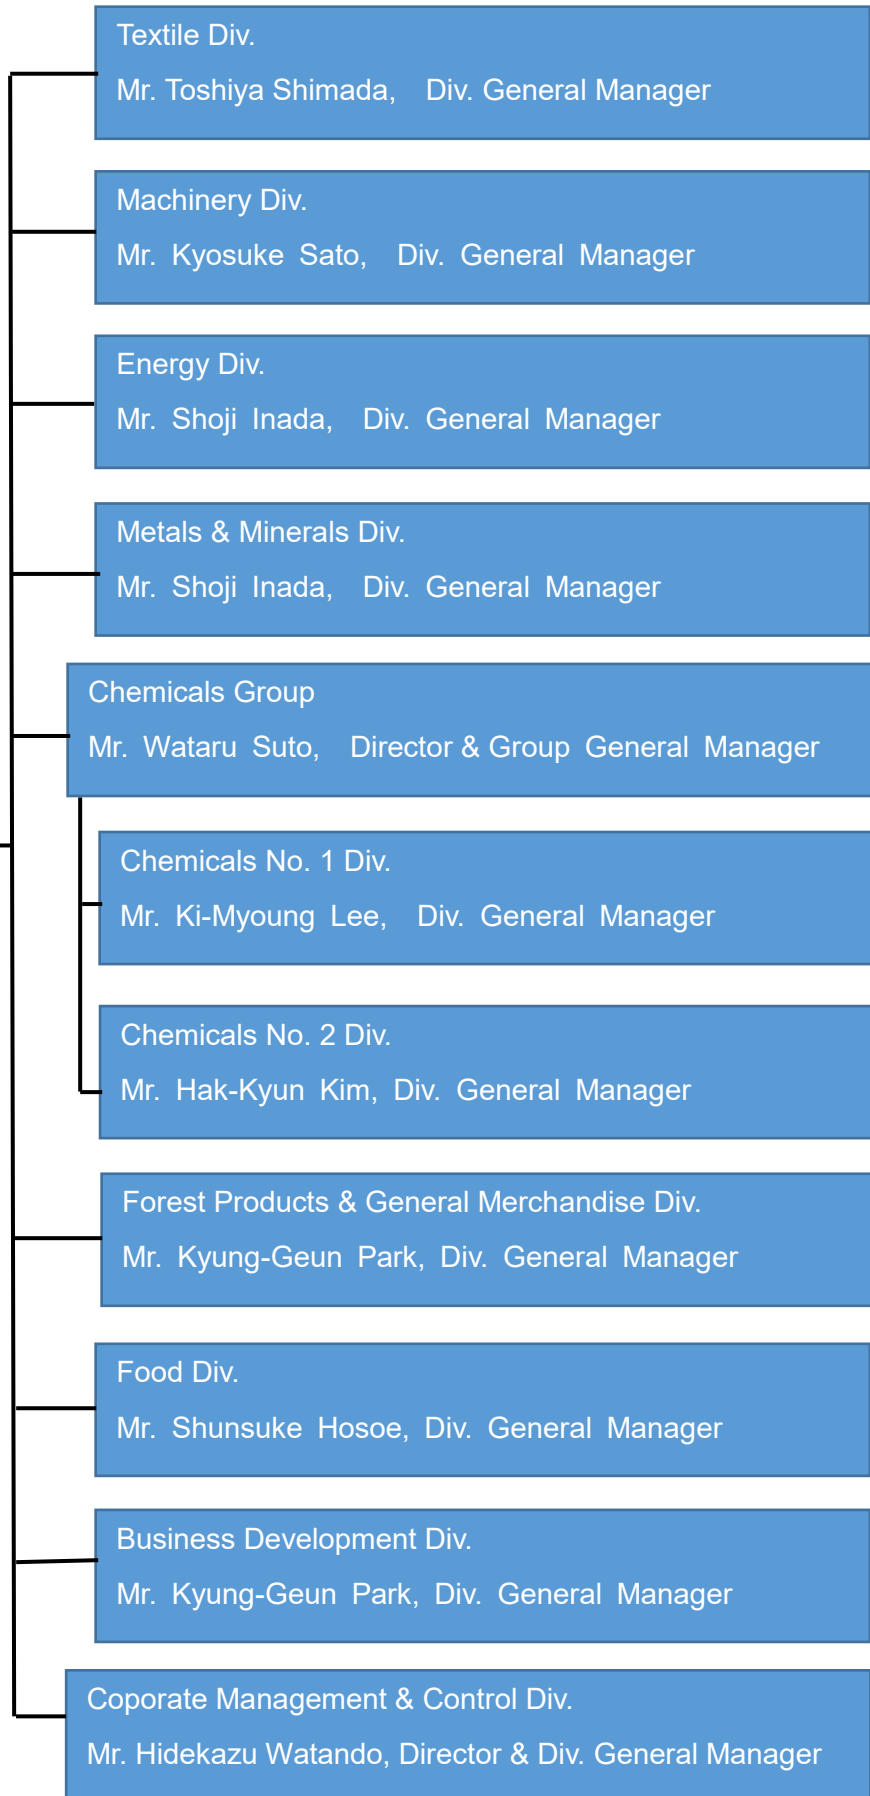 Textile Div.
Mr. Toshiya Shimada, Div. General Manager
Machinery Div.
Mr. Kyosuke Sato, Div. General Manager
Energy Div.
Mr. Shoji Inada, Div. General Manager
Metals & Minerals Div.
Mr. Shoji Inada, Div. General Manager
Chemicals Group
Mr. Wataru Suto, Director & Group General Manager
Chemicals No. 1 Div.
Mr. Ki-Myoung Lee, Div. General Manager
Chemicals No. 2 Div.
Mr. Hak-Kyun Kim, Div. General Manager
Forest Products & General Merchandise Div.
Mr. Kyung-Geun Park, Div. General Manager
Food Div.
Mr. Shunsuke Hosoe, Div. General Manager
Business Development Div.
Mr. Kyung-Geun Park, Div. General Manager
Coporate Management & Control Div.
Mr. Hidekazu Watando, Director & Div. General Manager